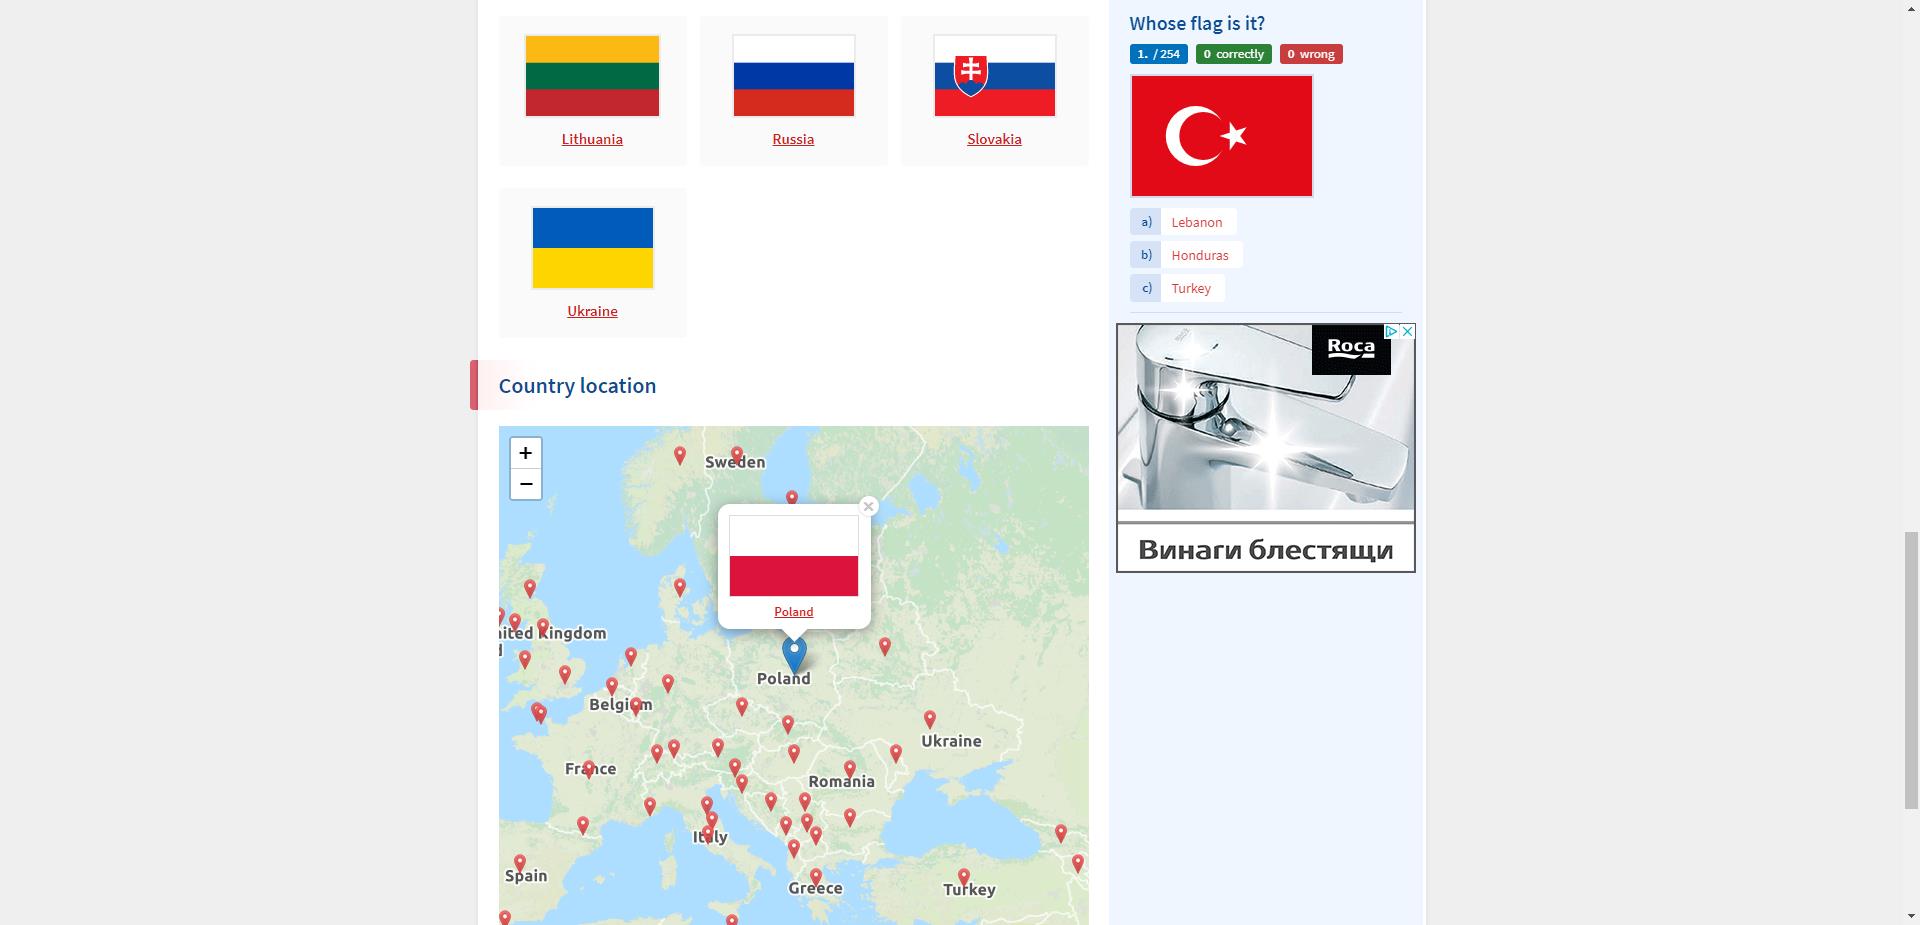 Lithuania
Russia
Slovakia
Ukraine
Country location
+
−
Sweden
×
Poland
Poland
Belgium
France
Ukraine
Romania
Italy
Spain
Greece
Turkey
Kingdom
Whose flag is it?
1. / 254
0 correctly
0 wrong
a) Lebanon
b) Honduras
c) Turkey
Roca
Винаги блестящи